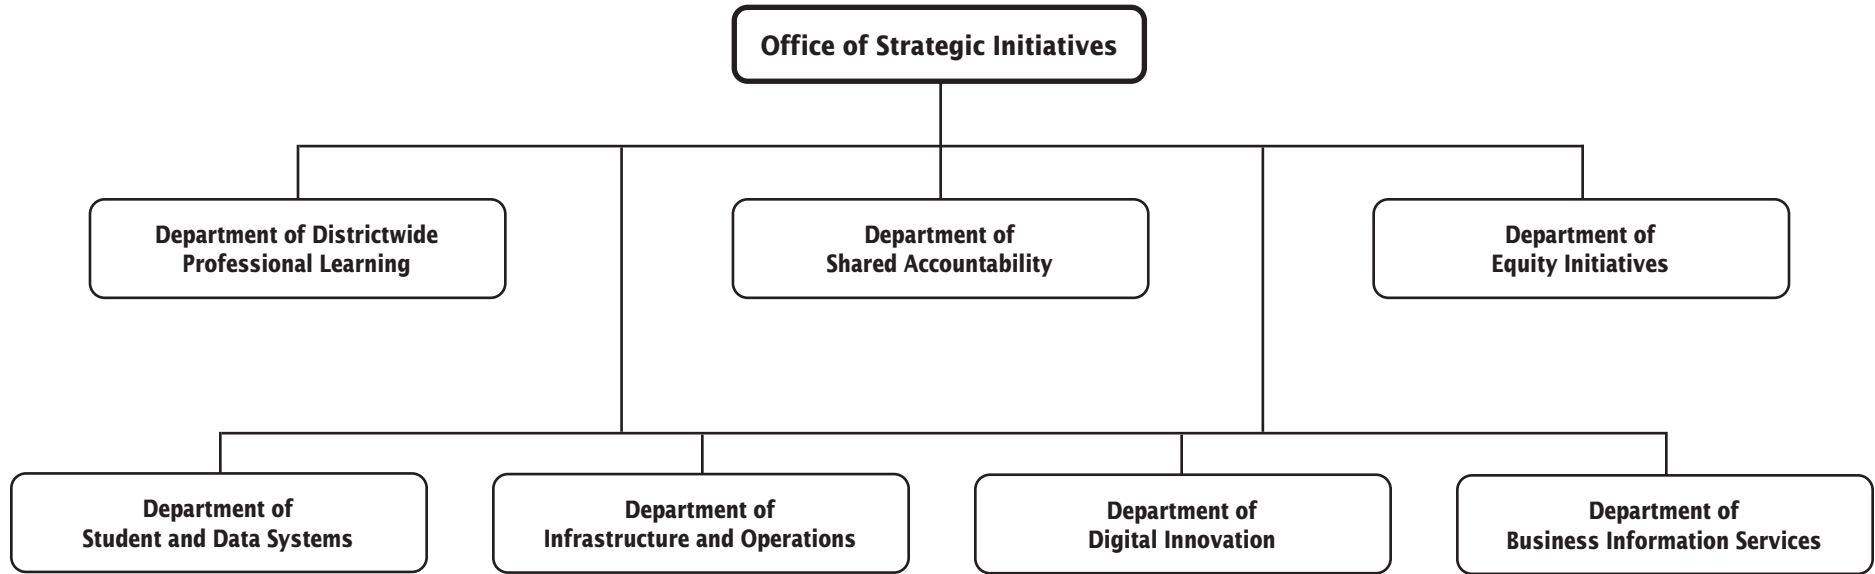 Office of Strategic Initiatives
Department of Districtwide
Professional Learning
Department of
Shared Accountability
Department of
Equity Initiatives
Department of
Student and Data Systems
Department of
Infrastructure and Operations
Department of
Digital Innovation
Department of
Business Information Services